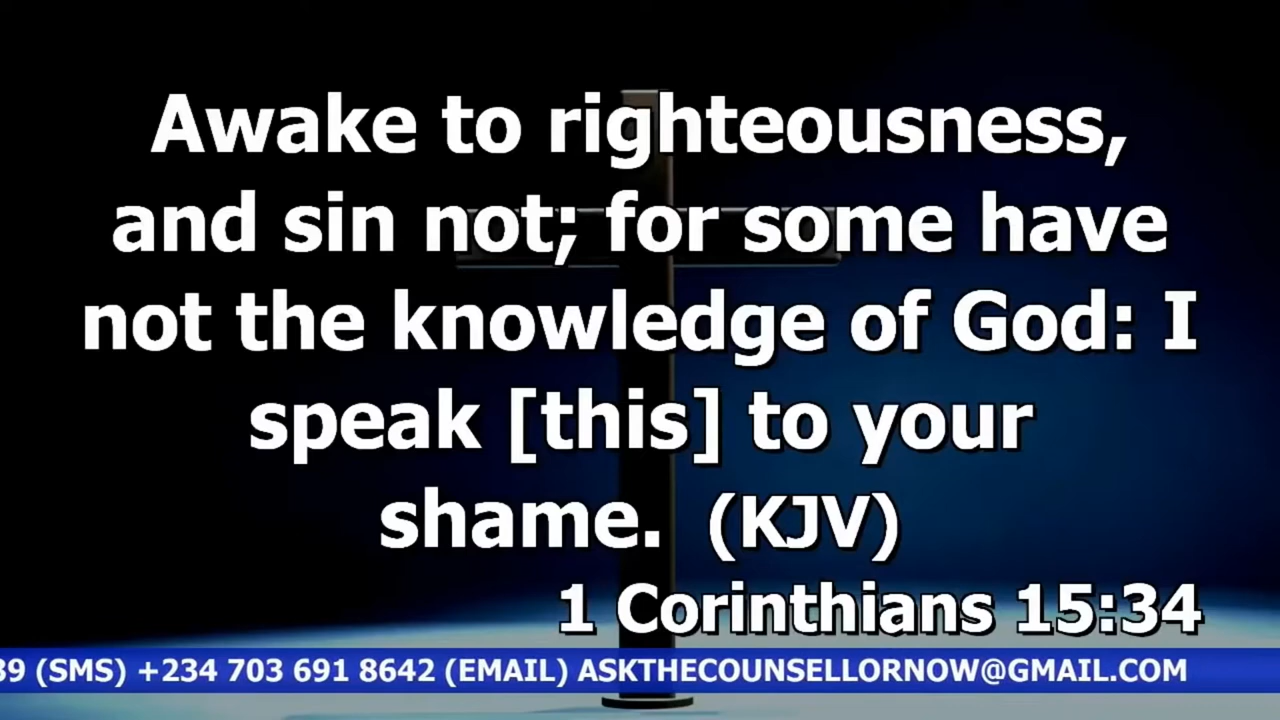 Awake to righteousness,
and sin not; for some have
not the knowledge of God: I
speak [this] to your
shame. (KJV)
1 Corinthians 15:34
39 (SMS) +234 703 691 8642 (EMAIL) ASKTHECOUNSELLORNOW@GMAIL.COM